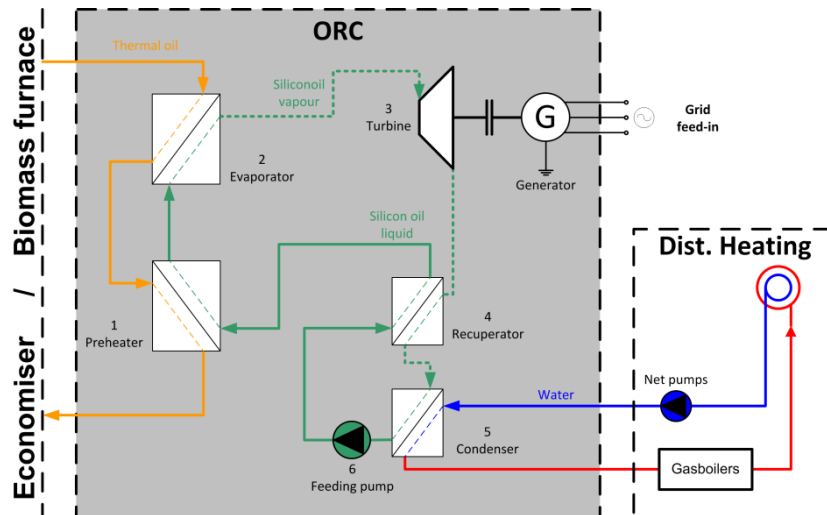 ORC
Thermal oil
Siliconoil
vapour
3
Turbine
G
Grid
feed-in
Generator
2
Evaporator
Silicon oil
liquid
Dist. Heating
1
Preheater
4
Recuperator
Net pumps
Water
5
Condenser
6
Feeding pump
Gasboilers
Economiser / Biomass furnace